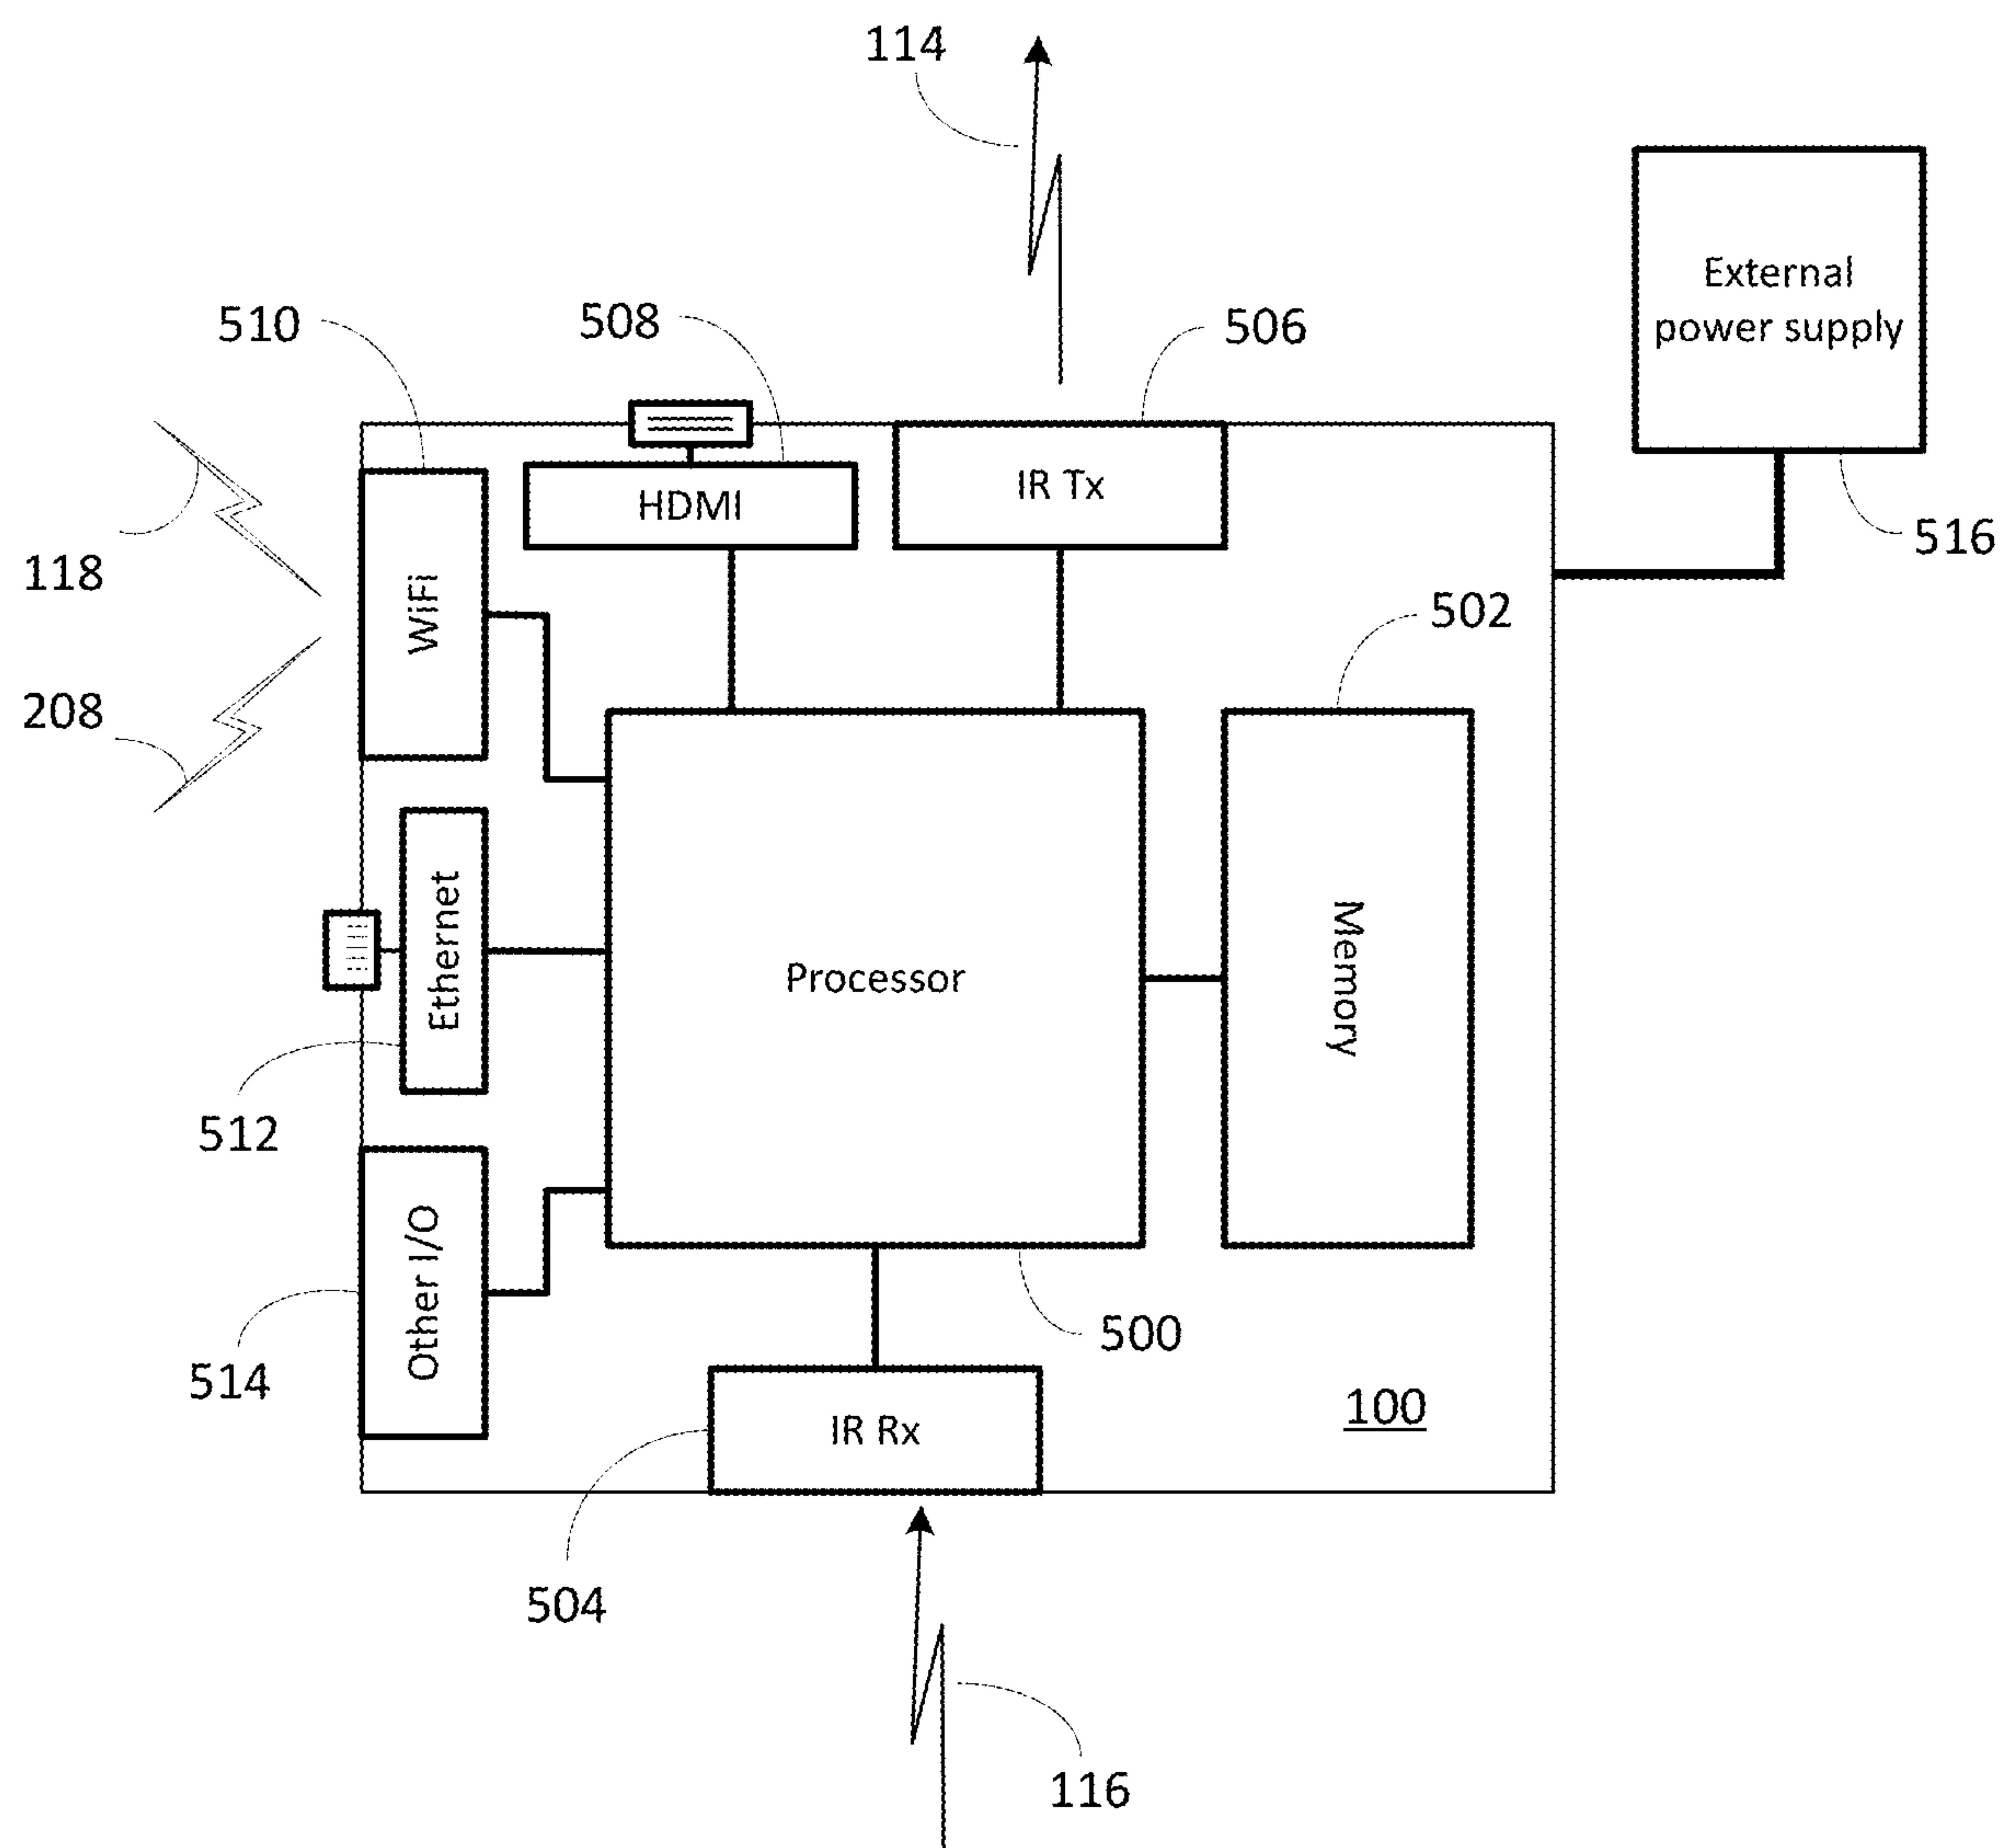 114
510
508
506
External
power supply
HDMI
IR Tx
516
118
WiFi
502
208
Ethernet
Processor
Memory
512
Other I/O
500
514
100
IR Rx
504
116